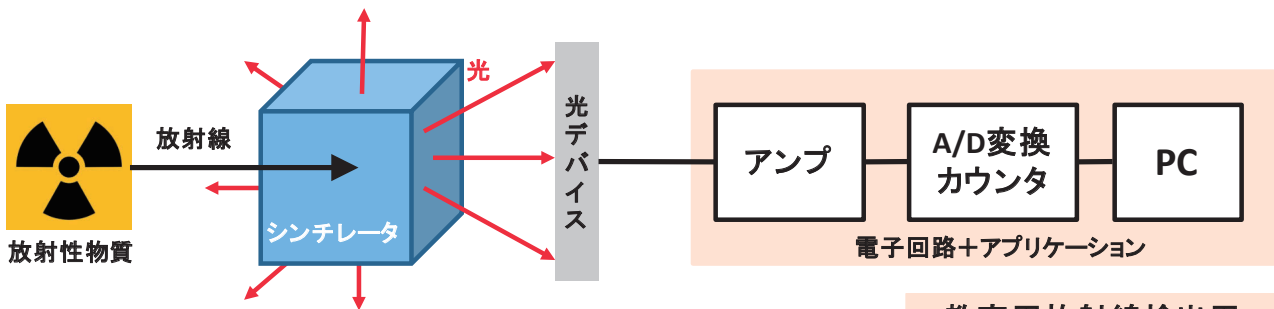 放射性物質
放射線
シンチレータ
光
光デバイス
アンプ
A/D変換
カウンタ
PC
電子回路+アプリケーション